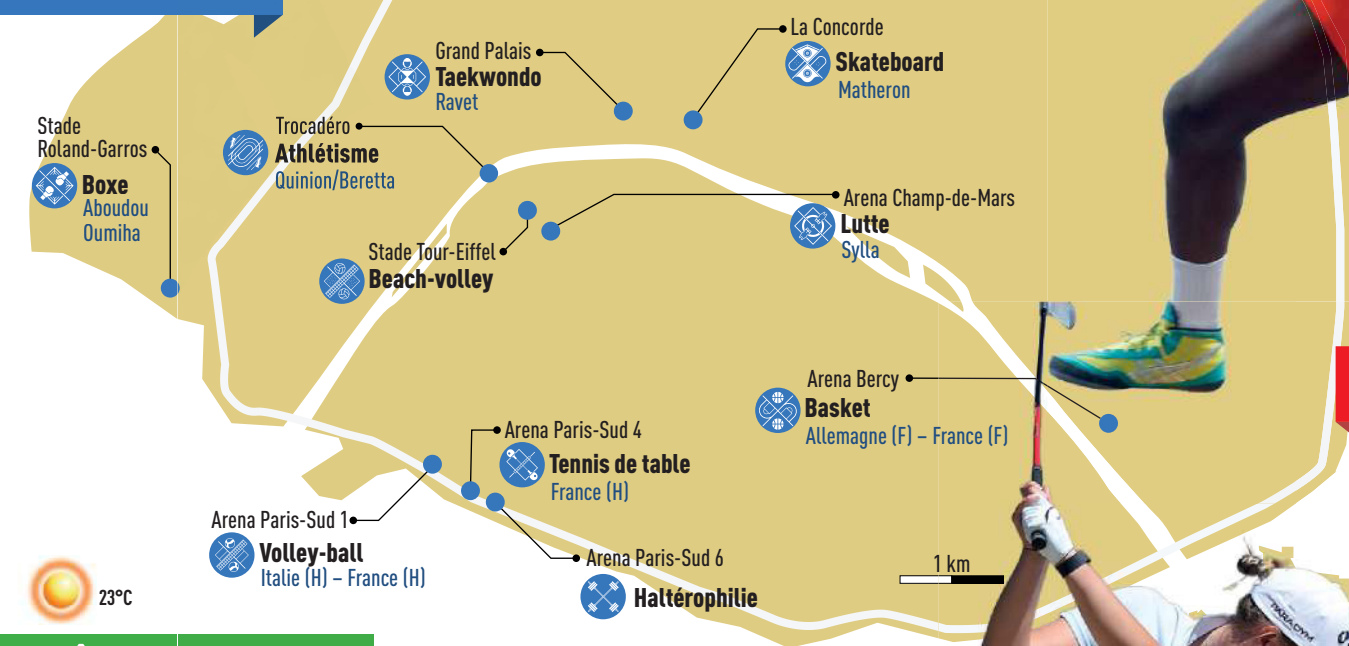 La Concorde
Skateboard
Matheron
Grand Palais
Taekwondo
Ravet
Trocadéro
Athlétisme
Quinion/Beretta
Stade
Roland-Garros
Boxe
Aboudou
Oumiha
Arena Champ-de-Mars
Lutte
Sylla
Stade Tour-Eiffel
Beach-volley
Arena Bercy
Basket
Allemagne (F) – France (F)
Arena Paris-Sud 4
Tennis de table
France (H)
Arena Paris-Sud 1
Volley-ball
Italie (H) – France (H)
Arena Paris-Sud 6
Haltérophilie
1 km
23°C
PARADYM